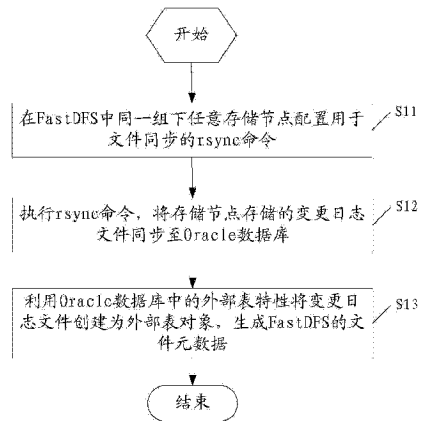 开始
在FastDFS中同一组下任意存储节点配置用于
文件同步的rsync命令
S11
执行rsync命令，将存储节点存储的变更日志
文件同步至Oracle数据库
S12
利用Oracle数据库中的外部表特性将变更日
志文件创建为外部表对象，生成FastDFS的文
件元数据
S13
结束